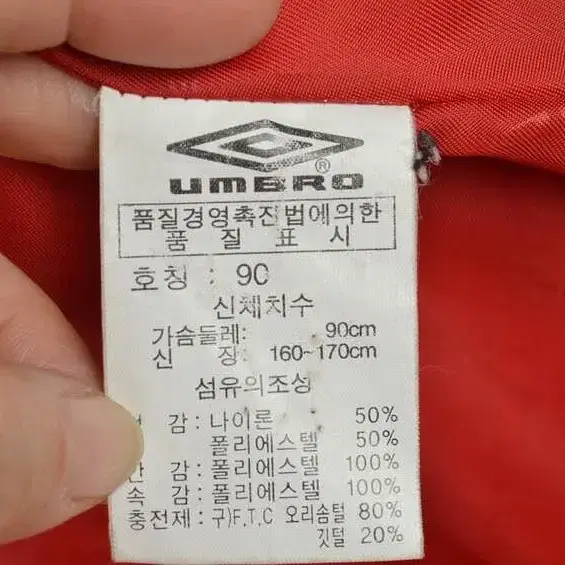 UMBRO®
품질경영촉진법에의한
품 질 표 시
호칭 : 90
신체치수
가슴둘레: 90cm
신 장: 160~170cm
섬유의조성
감 : 나이론 50%
폴리에스텔 50%
감 : 폴리에스텔 100%
속 감 : 폴리에스텔 100%
충전제 : 구)F.T.C 오리솜털 80%
깃털 20%